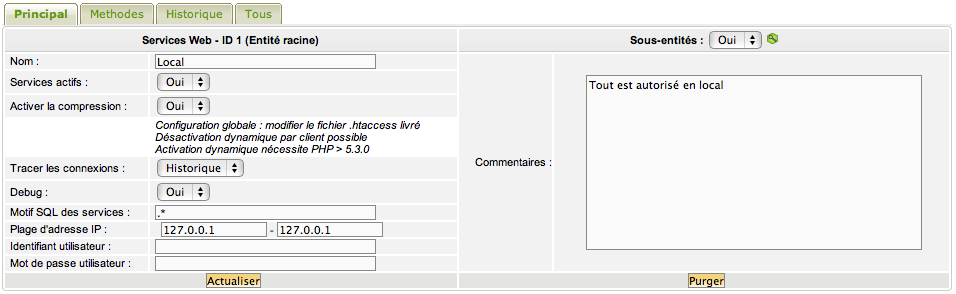 Principal Methodes Historique Tous
Services Web - ID 1 (Entité racine) Sous-entités : Oui
Nom : Local
Services actifs : Oui
Activer la compression : Oui
Configuration globale : modifier le fichier .htaccess livré
Désactivation dynamique par client possible
Activation dynamique nécessite PHP > 5.3.0
Tracer les connexions : Historique
Debug : Oui
Motif SQL des services : .*
Plage d'adresse IP : 127.0.0.1 - 127.0.0.1
Identifiant utilisateur :
Mot de passe utilisateur :
Commentaires :
Tout est autorisé en local
Actualiser Purger